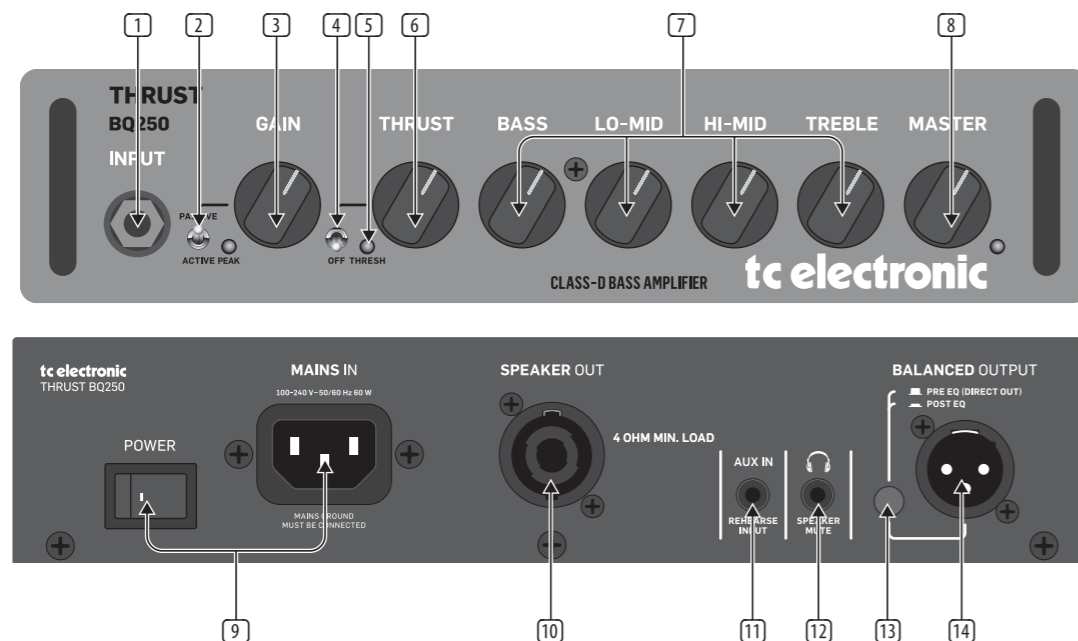 1 2 3 4 5 6 7 8
THRUST
BQ250
INPUT
GAIN THRUST BASS LO-MID HI-MID TREBLE MASTER
PASSIVE
ACTIVE PEAK
OFF THRESH
CLASS-D BASS AMPLIFIER
tc electronic
tc electronic
THRUST BQ250
POWER
MAINS IN
100-240 V~50/60 Hz 60 W
MAINS GROUND
MUST BE CONNECTED
SPEAKER OUT
4 OHM MIN. LOAD
AUX IN
REHEARSE
INPUT
SPEAKER
MUTE
BALANCED OUTPUT
PRE EQ (DIRECT OUT)
POST EQ
9 10 11 12 13 14